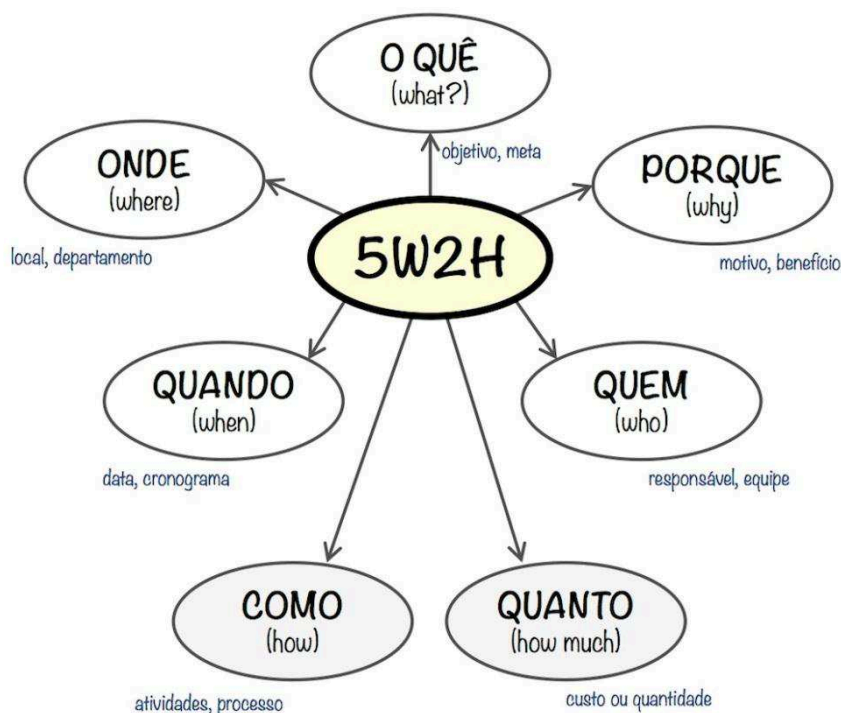 O QUÊ
(what?)
objetivo, meta
ONDE
(where)
local, departamento
PORQUE
(why)
motivo, benefício
5W2H
QUANDO
(when)
data, cronograma
QUEM
(who)
responsável, equipe
COMO
(how)
atividades, processo
QUANTO
(how much)
custo ou quantidade